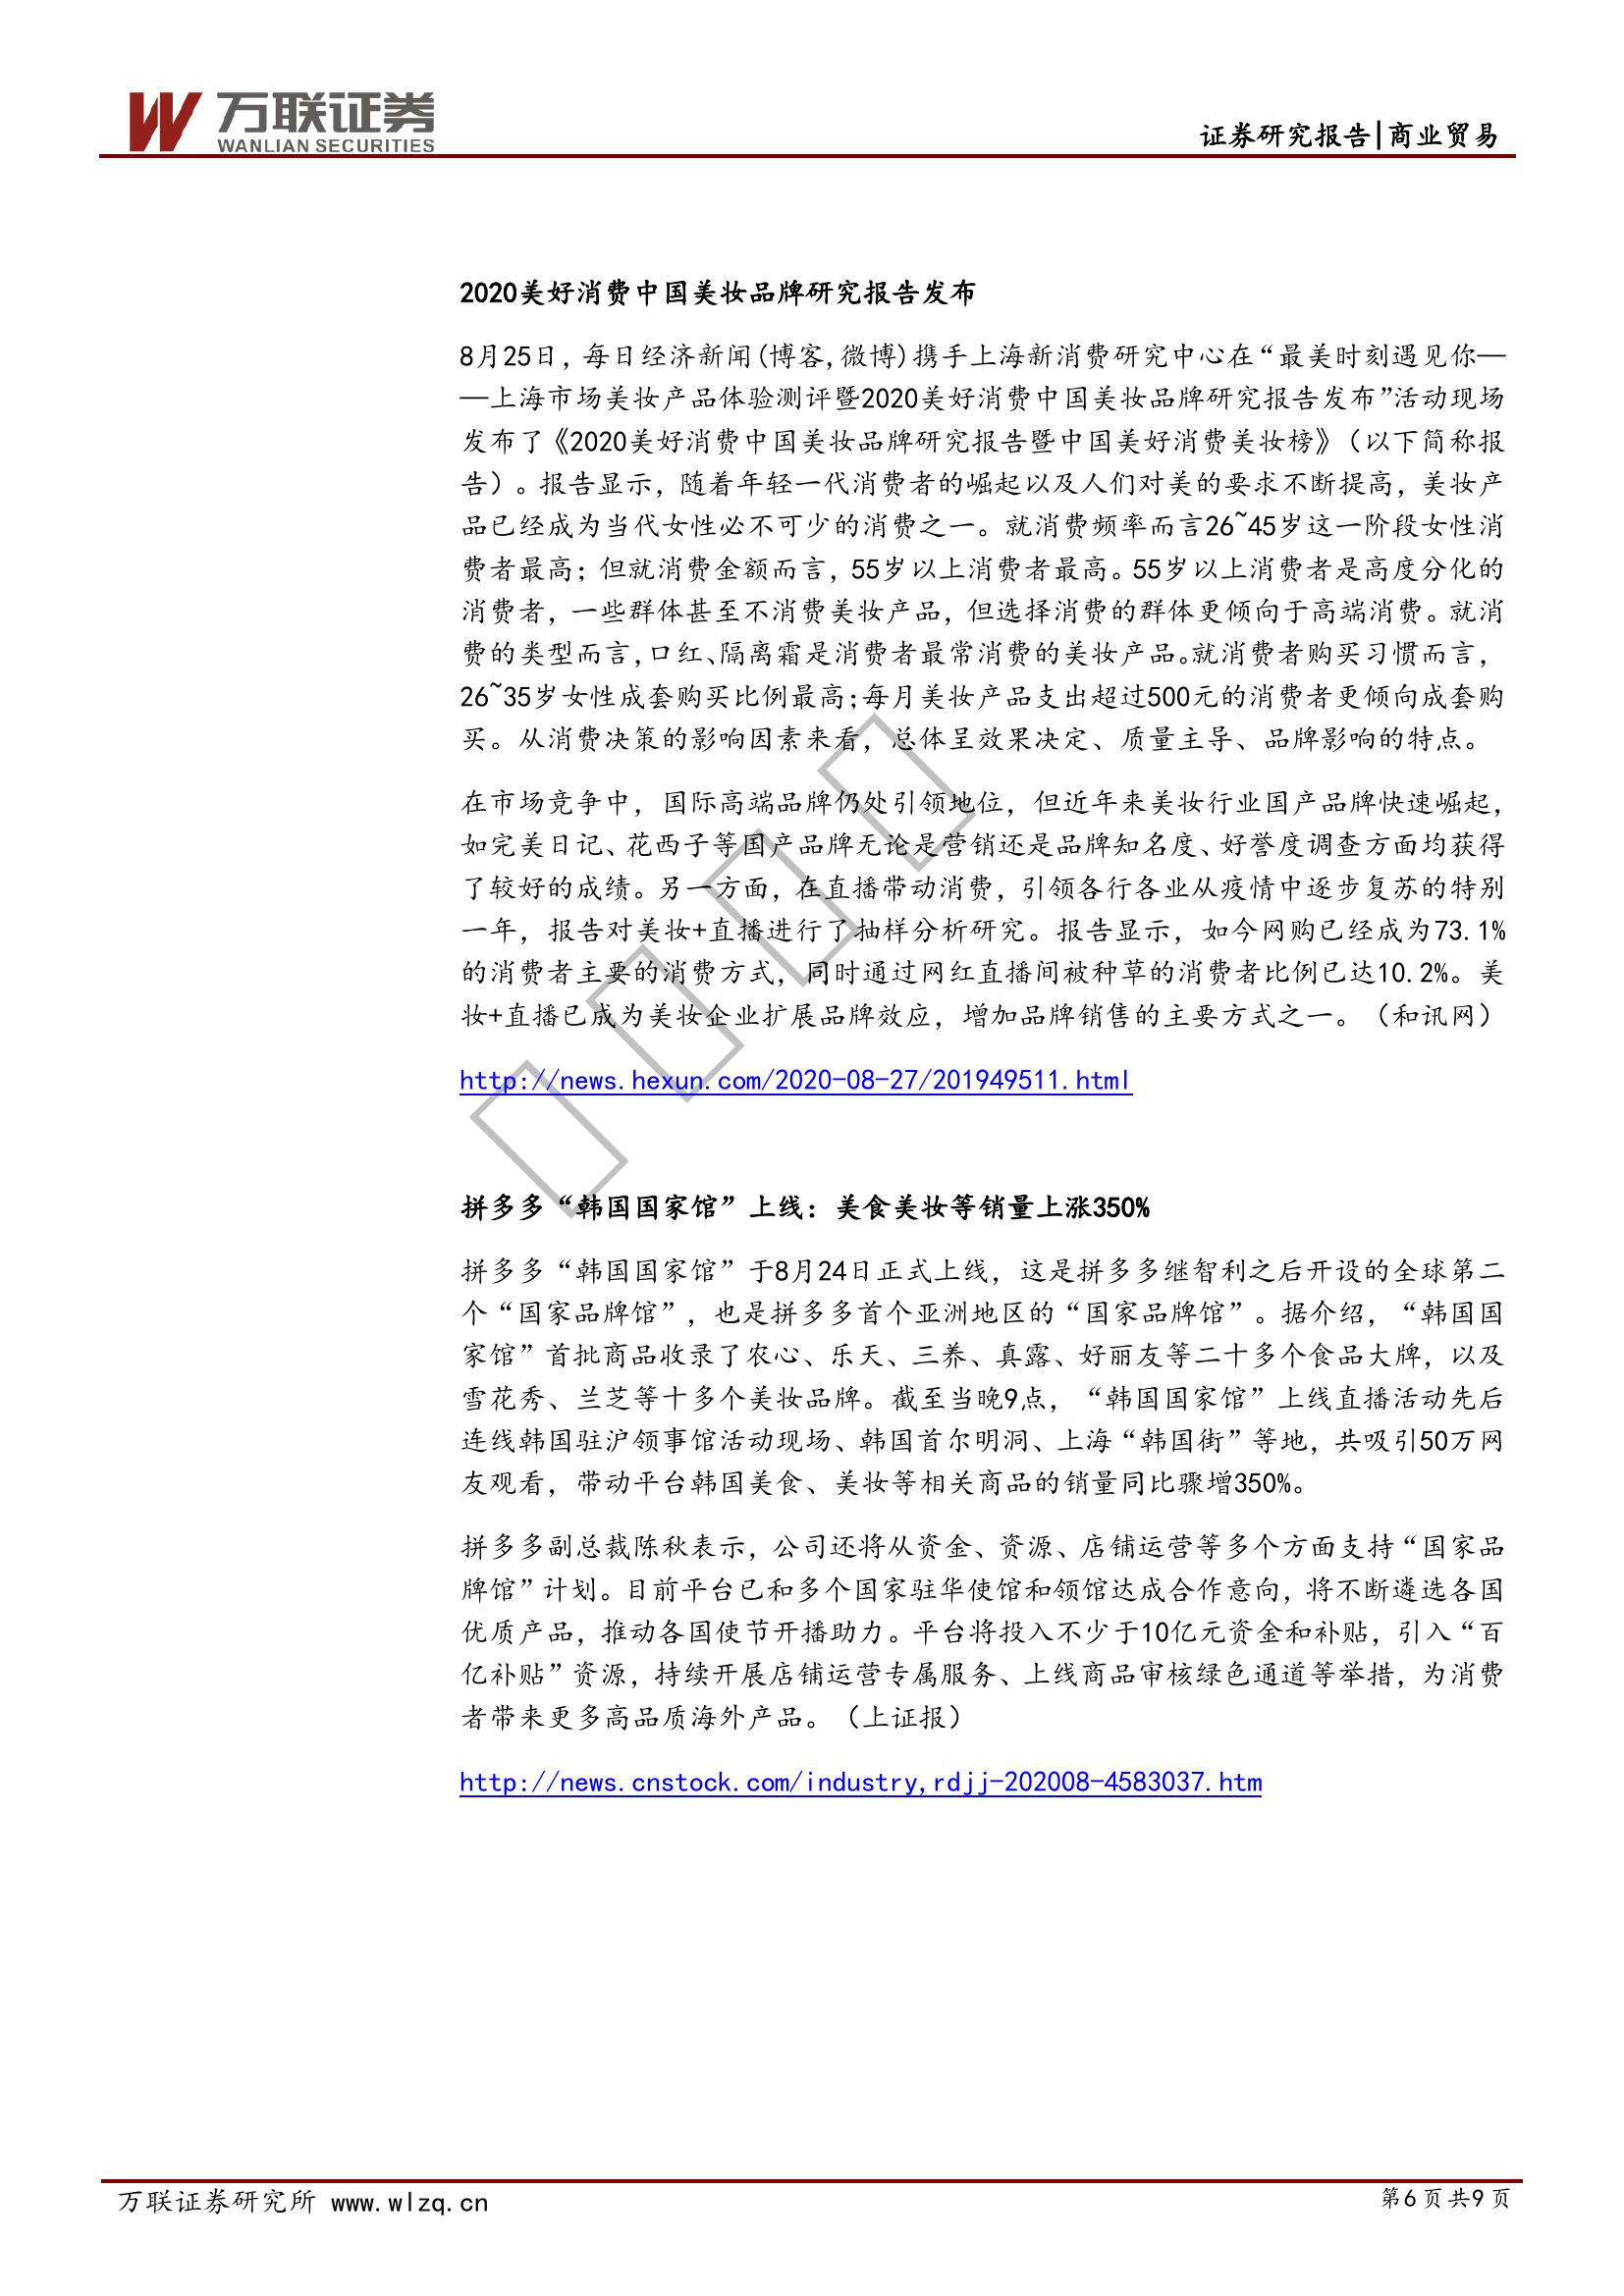 万联证券
WANLIAN SECURITIES
证券研究报告|商业贸易
2020美好消费中国美妆品牌研究报告发布
8月25日，每日经济新闻(博客,微博)携手上海新消费研究中心在“最美时刻遇见你—
—上海市场美妆产品体验测评暨2020美好消费中国美妆品牌研究报告发布”活动现场
发布了《2020美好消费中国美妆品牌研究报告暨中国美好消费美妆榜》（以下简称报
告）。报告显示，随着年轻一代消费者的崛起以及人们对美的要求不断提高，美妆产
品已经成为当代女性必不可少的消费之一。就消费频率而言26~45岁这一阶段女性消
费者最高；但就消费金额而言，55岁以上消费者最高。55岁以上消费者是高度分化的
消费者，一些群体甚至不消费美妆产品，但选择消费的群体更倾向于高端消费。就消
费的类型而言，口红、隔离霜是消费者最常消费的美妆产品。就消费者购买习惯而言，
26~35岁女性成套购买比例最高；每月美妆产品支出超过500元的消费者更倾向成套购
买。从消费决策的影响因素来看，总体呈效果决定、质量主导、品牌影响的特点。
在市场竞争中，国际高端品牌仍处引领地位，但近年来美妆行业国产品牌快速崛起，
如完美日记、花西子等国产品牌无论是营销还是品牌知名度、好誉度调查方面均获得
了较好的成绩。另一方面，在直播带动消费，引领各行各业从疫情中逐步复苏的特别
一年，报告对美妆+直播进行了抽样分析研究。报告显示，如今网购已经成为73.1%
的消费者主要的消费方式，同时通过网红直播间被种草的消费者比例已达10.2%。美
妆+直播已成为美妆企业扩展品牌效应，增加品牌销售的主要方式之一。（和讯网）
http://news.hexun.com/2020-08-27/201949511.html
拼多多“韩国国家馆”上线：美食美妆等销量上涨350%
拼多多“韩国国家馆”于8月24日正式上线，这是拼多多继智利之后开设的全球第二
个“国家品牌馆”，也是拼多多首个亚洲地区的“国家品牌馆”。据介绍，“韩国国
家馆”首批商品收录了农心、乐天、三养、真露、好丽友等二十多个食品大牌，以及
雪花秀、兰芝等十多个美妆品牌。截至当晚9点，“韩国国家馆”上线直播活动先后
连线韩国驻沪领事馆活动现场、韩国首尔明洞、上海“韩国街”等地，共吸引50万网
友观看，带动平台韩国美食、美妆等相关商品的销量同比骤增350%。
拼多多副总裁陈秋表示，公司还将从资金、资源、店铺运营等多个方面支持“国家品
牌馆”计划。目前平台已和多个国家驻华使馆和领馆达成合作意向，将不断遴选各国
优质产品，推动各国使节开播助力。平台将投入不少于10亿元资金和补贴，引入“百
亿补贴”资源，持续开展店铺运营专属服务、上线商品审核绿色通道等举措，为消费
者带来更多高品质海外产品。（上证报）
http://news.cnstock.com/industry,rdjj-202008-4583037.htm
万联证券研究所 www.wlzq.cn
第6页共9页